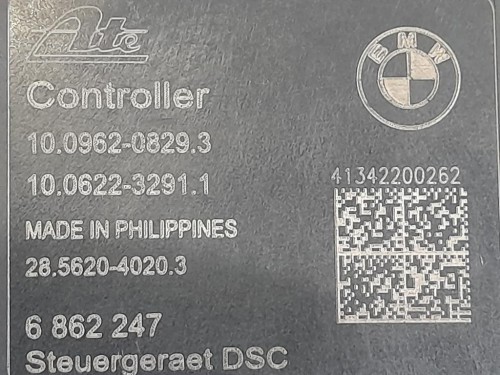 Ate
BMW
Controller
10.0962-0829.3
10.0622-3291.1
41342200262
MADE IN PHILIPPINES
28.5620-4020.3
6 862 247
Steuergeraet DSC